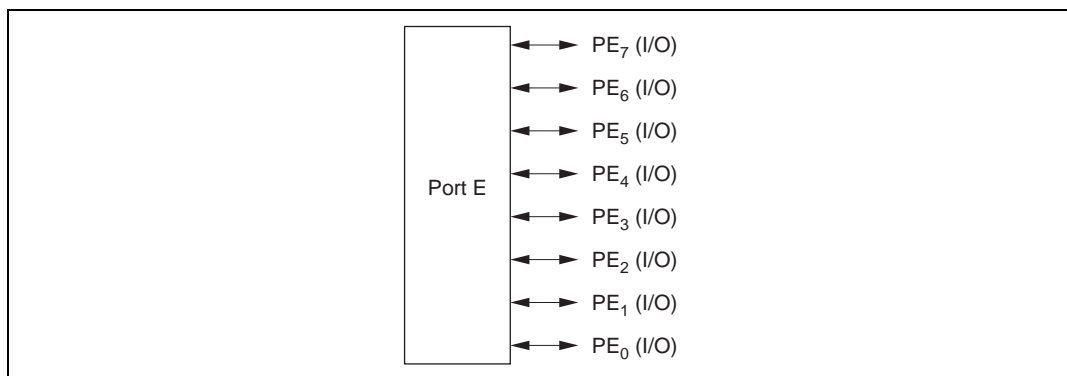 PE₇ (I/O)
PE₆ (I/O)
PE₅ (I/O)
PE₄ (I/O)
Port E
PE₃ (I/O)
PE₂ (I/O)
PE₁ (I/O)
PE₀ (I/O)